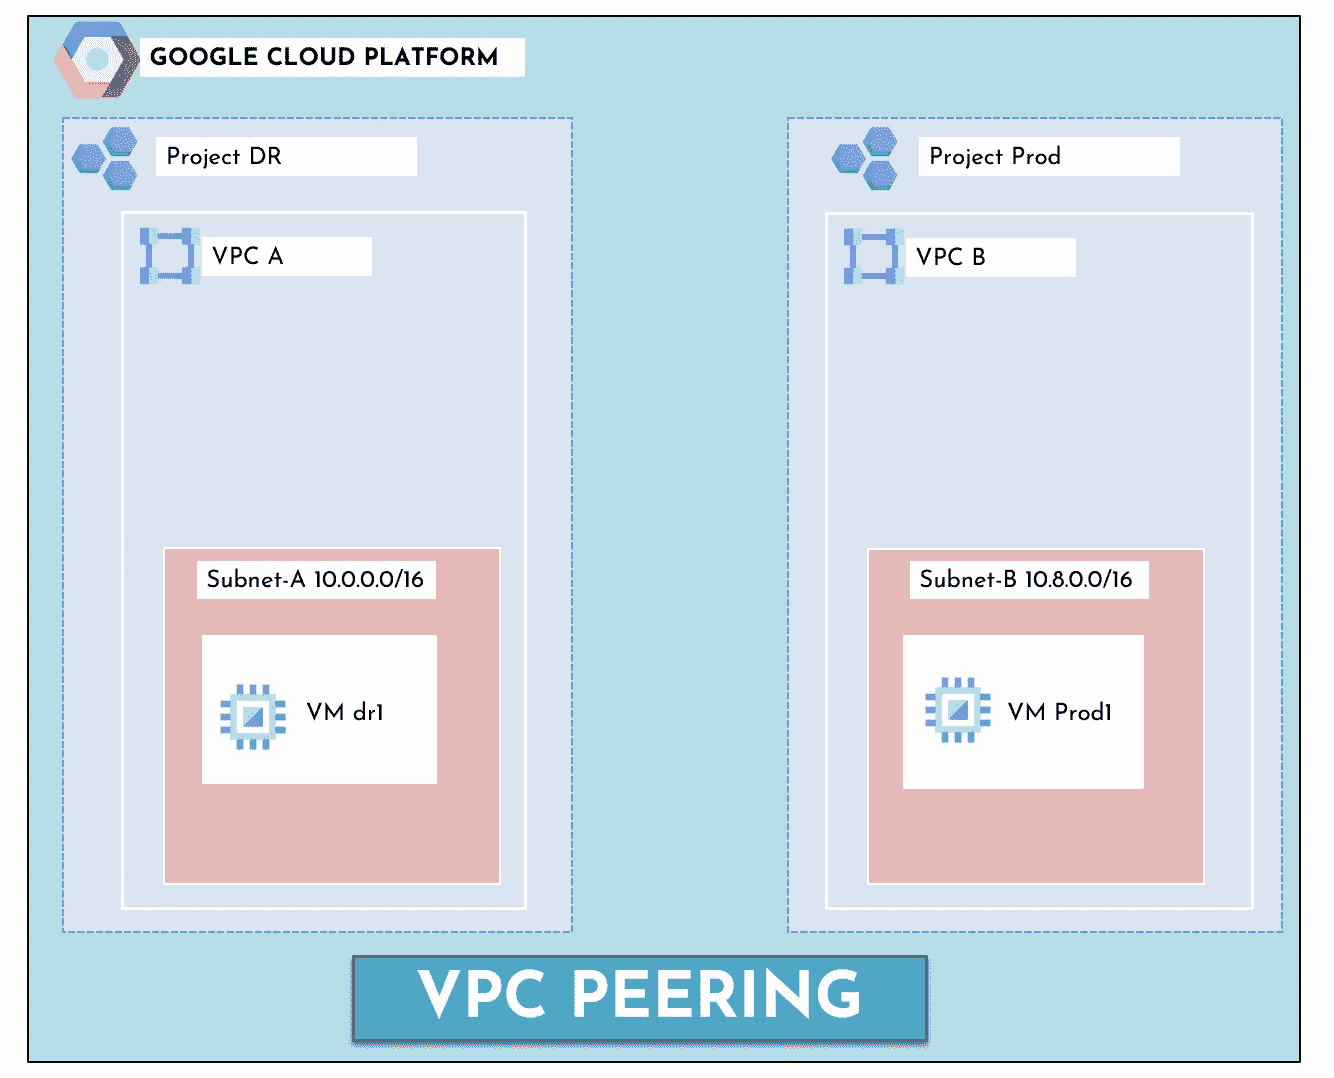 GOOGLE CLOUD PLATFORM
Project DR
VPC A
Subnet-A 10.0.0.0/16
VM dr1
Project Prod
VPC B
Subnet-B 10.8.0.0/16
VM Prod1
VPC PEERING